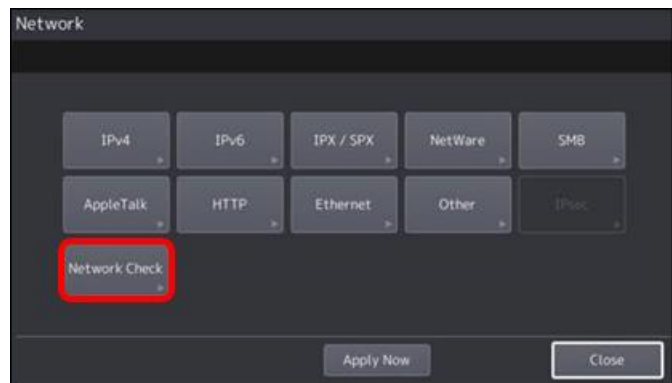 Network
IPv4 IPv6 IPX / SPX NetWare SMB
AppleTalk HTTP Ethernet Other IPsec
Network Check
Apply Now Close